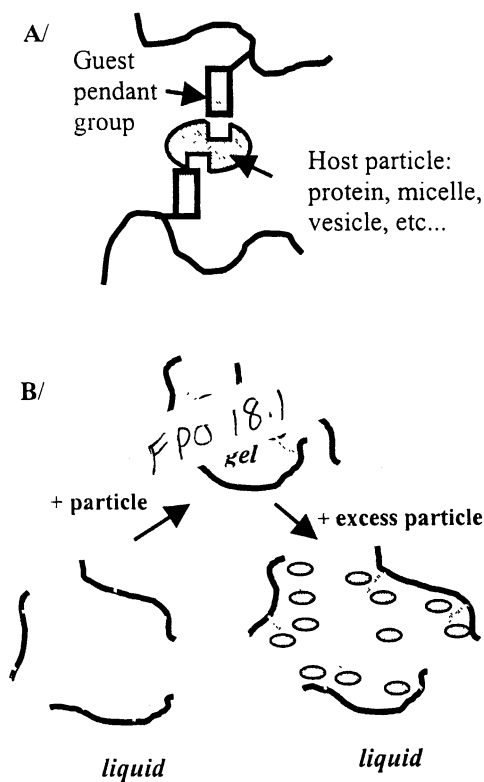 A/
Guest
pendant
group
Host particle:
protein, micelle,
vesicle, etc...
B/
FPO 18.1
gel
+ particle
+ excess particle
liquid
liquid